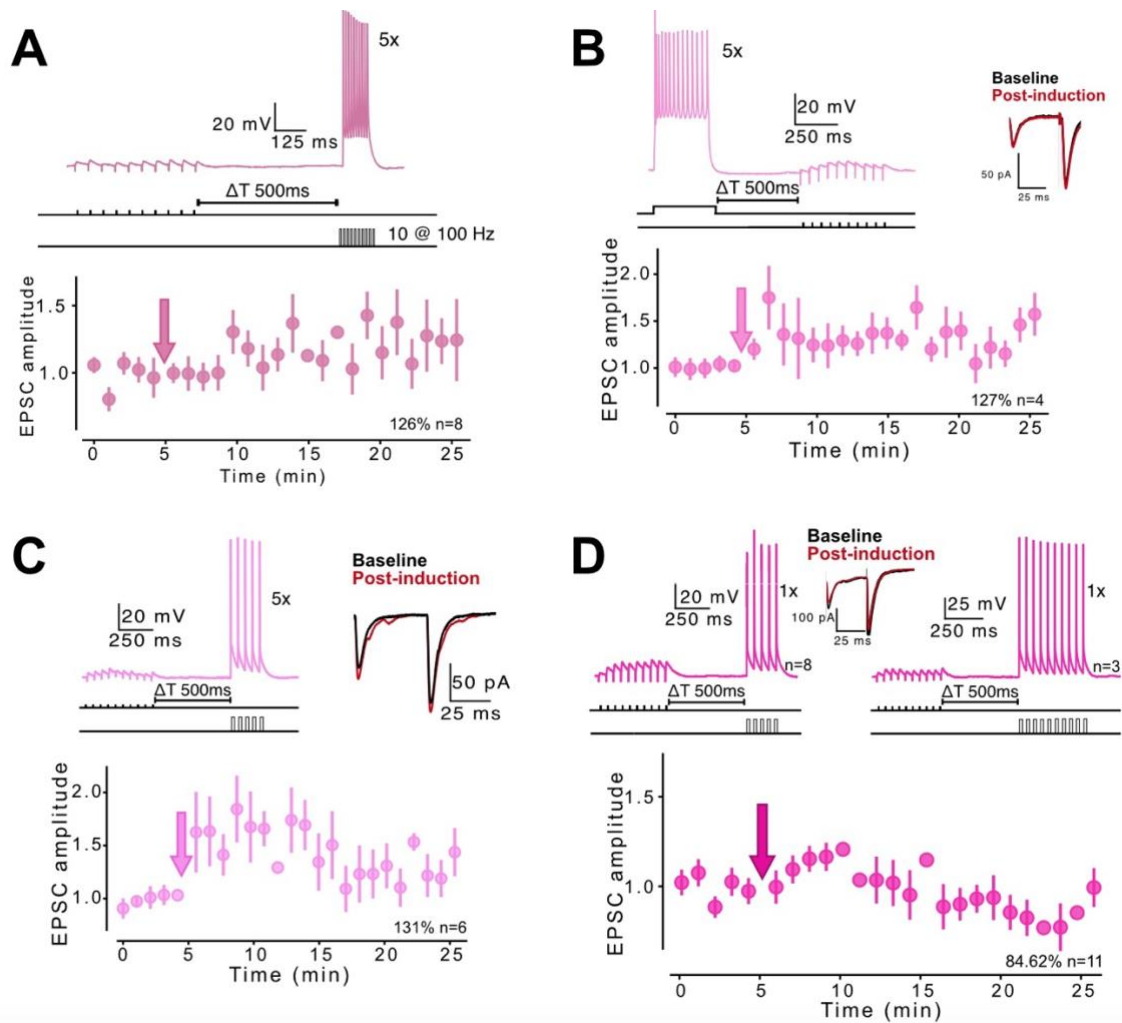 A
5x
20 mV
125 ms
ΔT 500ms
10 @ 100 Hz
EPSC amplitude
1.5
1.0
126% n=8
0 5 10 15 20 25
Time (min)
B
5x
20 mV
250 ms
Baseline
Post-induction
50 pA
25 ms
ΔT 500ms
EPSC amplitude
2.0
1.5
1.0
127% n=4
0 5 10 15 20 25
Time (min)
C
20 mV
250 ms
5x
Baseline
Post-induction
50 pA
25 ms
ΔT 500ms
EPSC amplitude
2.0
1.5
1.0
131% n=6
0 5 10 15 20 25
Time (min)
D
20 mV
250 ms
1x
n=8
Baseline
Post-induction
100 pA
25 ms
25 mV
250 ms
1x
n=3
ΔT 500ms
ΔT 500ms
EPSC amplitude
1.5
1.0
84.62% n=11
0 5 10 15 20 25
Time (min)